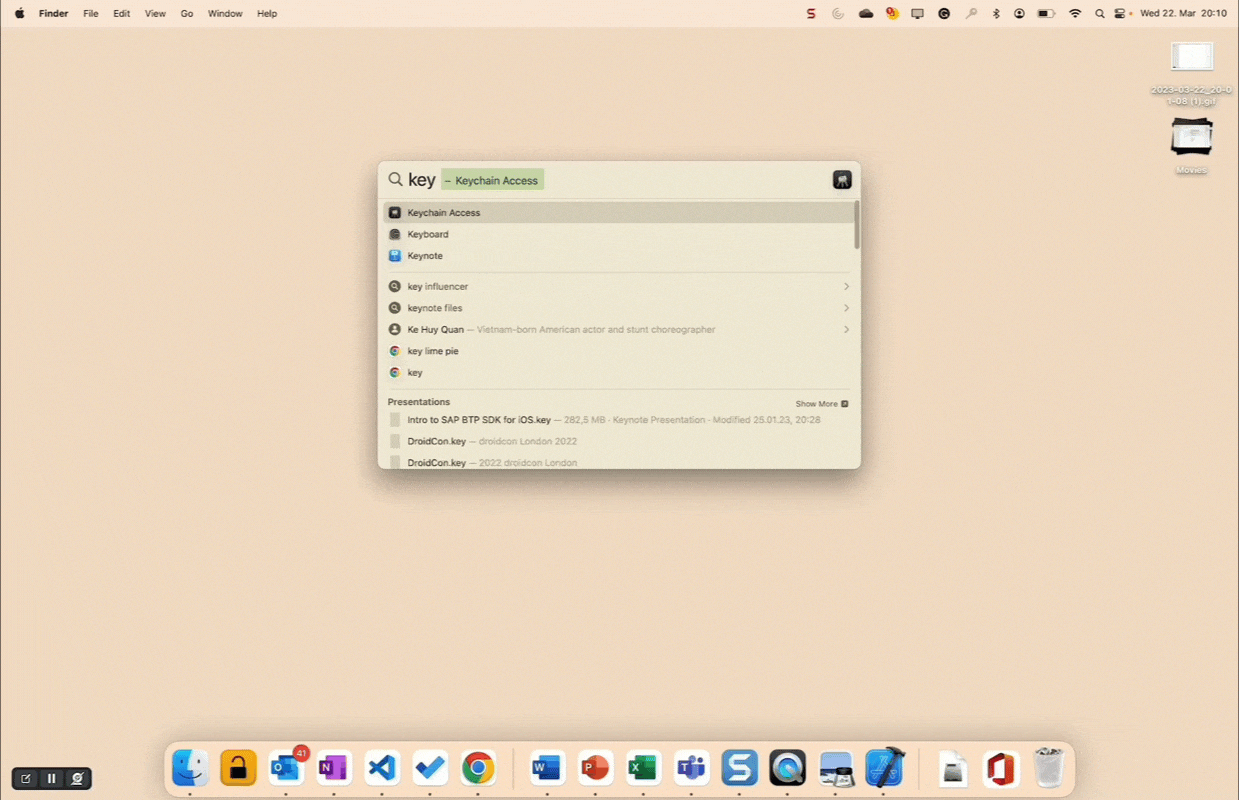 Finder File Edit View Go Window Help Wed 22. Mar 20:10
2023-03-22_20-0
1-08 (1).gif
Movies
key – Keychain Access
Keychain Access
Keyboard
Keynote
key influencer
keynote files
Ke Huy Quan — Vietnam-born American actor and stunt choreographer
key lime pie
key
Presentations Show More
Intro to SAP BTP SDK for iOS.key — 282,5 MB · Keynote Presentation · Modified 25.01.23, 20:28
DroidCon.key — droidcon London 2022
DroidCon.key — 2022 droidcon London
41